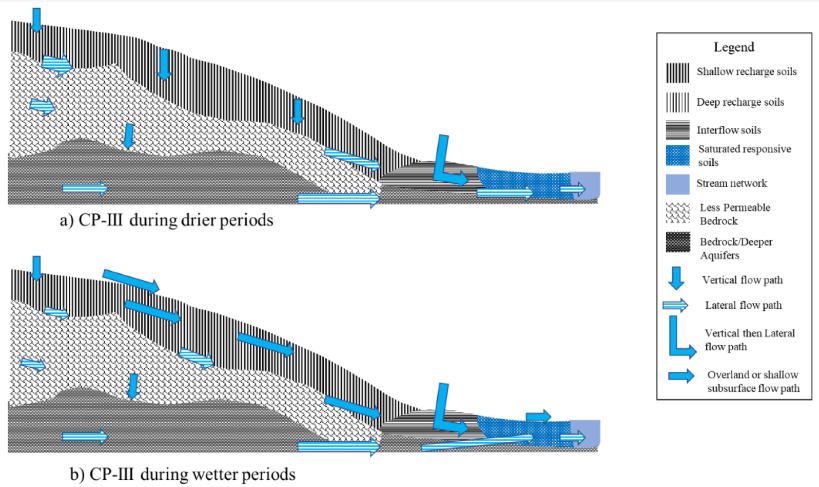 a) CP-III during drier periods
b) CP-III during wetter periods
Legend
Shallow recharge soils
Deep recharge soils
Interflow soils
Saturated responsive
soils
Stream network
Less Permeable
Bedrock
Bedrock/Deeper
Aquifers
Vertical flow path
Lateral flow path
Vertical then Lateral
flow path
Overland or shallow
subsurface flow path